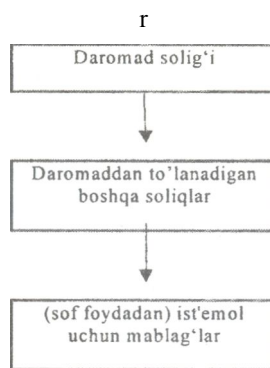 r
Daromad solig‘i
Daromaddan to’lanadigan
boshqa soliqlar
(sof foydadan) ist'emol
uchun mablag‘lar